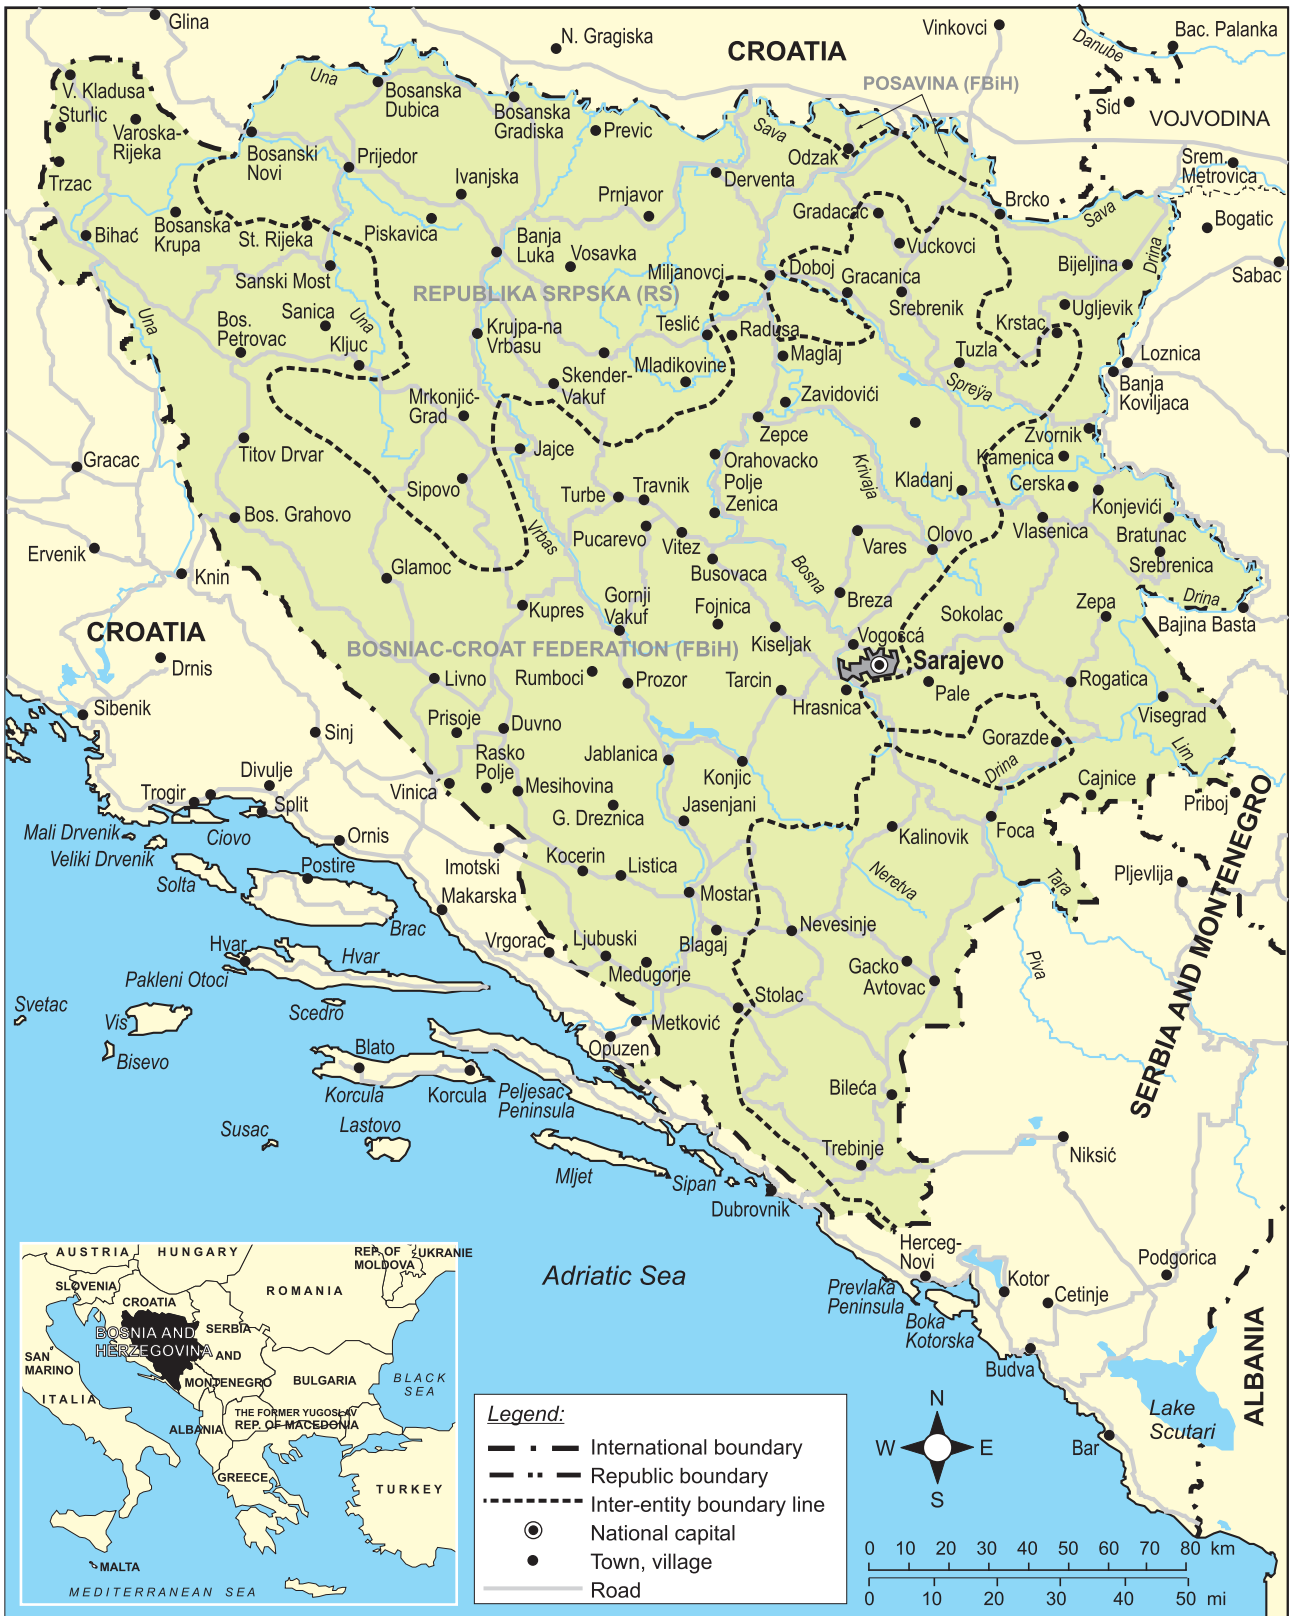 Glina
N. Gragiska
CROATIA
Vinkovci
Danube
Bac. Palanka
V. Kladusa
Una
Bosanska
Dubica
Bosanska
Gradiska
POSAVINA (FBiH)
Sid
VOJVODINA
Sturlic
Varoska-
Rijeka
Previc
Sava
Trzac
Bosanski
Novi
Prijedor
Odzak
Srem.
Metrovica
Ivanjska
Derventa
Prnjavor
Brcko
Sava
Bihać
Bosanska
Krupa
St. Rijeka
Piskavica
Gradacac
Bogatic
Banja
Luka
Vosavka
Vuckovci
Drina
Sanski Most
Miljanovci
Doboj
Gracanica
Bijeljina
Sabac
REPUBLIKA SRPSKA (RS)
Srebrenik
Ugljevik
Una
Sanica
Una
Bos.
Petrovac
Kljuc
Krujpa-na
Vrbasu
Teslić
Radusa
Krstac
Maglaj
Tuzla
Loznica
Skender-
Vakuf
Mladikovine
Spreÿa
Banja
Koviljaca
Mrkonjić-
Grad
Zavidovići
Titov Drvar
Zepce
Zvornik
Gracac
Jajce
Orahovacko
Polje
Krivaja
Kamenica
Sipovo
Turbe
Travnik
Kladanj
Cerska
Zenica
Konjevići
Bos. Grahovo
Vrbas
Pucarevo
Vitez
Vares
Olovo
Vlasenica
Bratunac
Ervenik
Busovaca
Srebrenica
Knin
Glamoc
Bosna
Gornji
Vakuf
Fojnica
Breza
Kupres
Sokolac
Zepa
Drina
Bajina Basta
CROATIA
Kiseljak
Vogosća
BOSNIAC-CROAT FEDERATION (FBiH)
Sarajevo
Drnis
Livno
Rumboci
Prozor
Tarcin
Pale
Rogatica
Hrasnica
Sibenik
Prisoje
Duvno
Visegrad
Sinj
Gorazde
Lim
Rasko
Polje
Jablanica
Drina
Divulje
Konjic
Cajnice
Trogir
Vinica
Mesihovina
Priboj
Split
G. Dreznica
Jasenjani
Mali Drvenik
Ciovo
Ornis
Kalinovik
Foca
Veliki Drvenik
Postire
Imotski
Kocerin
Listica
Solta
Neretva
Tara
Pljevlija
Makarska
Mostar
SERBIA AND MONTENEGRO
Brac
Nevesinje
Hvar
Vrgorac
Ljubuski
Blagaj
Hvar
Pakleni Otoci
Medugorje
Gacko
Piva
Avtovac
Svetac
Scedro
Stolac
Vis
Metković
Blato
Opuzen
Bisevo
Korcula
Korcula
Peljesac
Peninsula
Bileća
Susac
Lastovo
Trebinje
Niksić
Mljet
Sipan
Dubrovnik
Herceg-
Novi
Adriatic Sea
Podgorica
Prevlaka
Peninsula
Kotor
Cetinje
Boka
Kotorska
Budva
ALBANIA
Lake
Scutari
Bar
AUSTRIA
HUNGARY
REP. OF
MOLDOVA
UKRANIE
SLOVENIA
ROMANIA
CROATIA
BOSNIA AND
HERZEGOVINA
SERBIA
AND
MONTENEGRO
SAN
MARINO
BULGARIA
BLACK
SEA
ITALIA
THE FORMER YUGOSLAV
REP. OF MACEDONIA
ALBANIA
GREECE
TURKEY
MALTA
MEDITERRANEAN SEA
Legend:
International boundary
Republic boundary
Inter-entity boundary line
National capital
Town, village
Road
N
W
E
S
0 10 20 30 40 50 60 70 80 km
0 10 20 30 40 50 mi